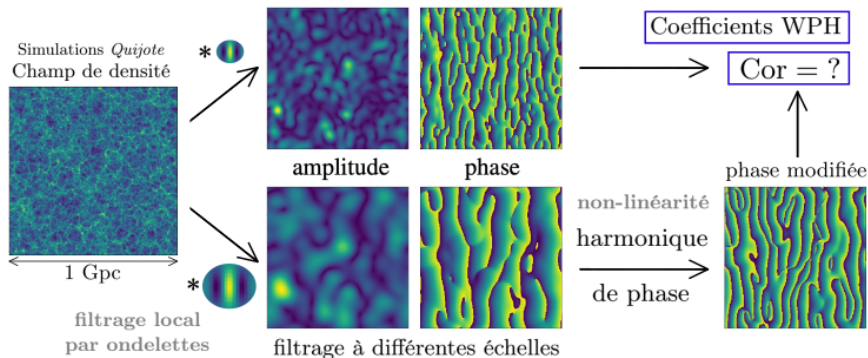 Simulations Quijote
Champ de densité
*
1 Gpc
*
filtrage local
par ondelettes
amplitude
phase
filtrage à différentes échelles
non-linéarité
harmonique
de phase
Coefficients WPH
Cor = ?
phase modifiée